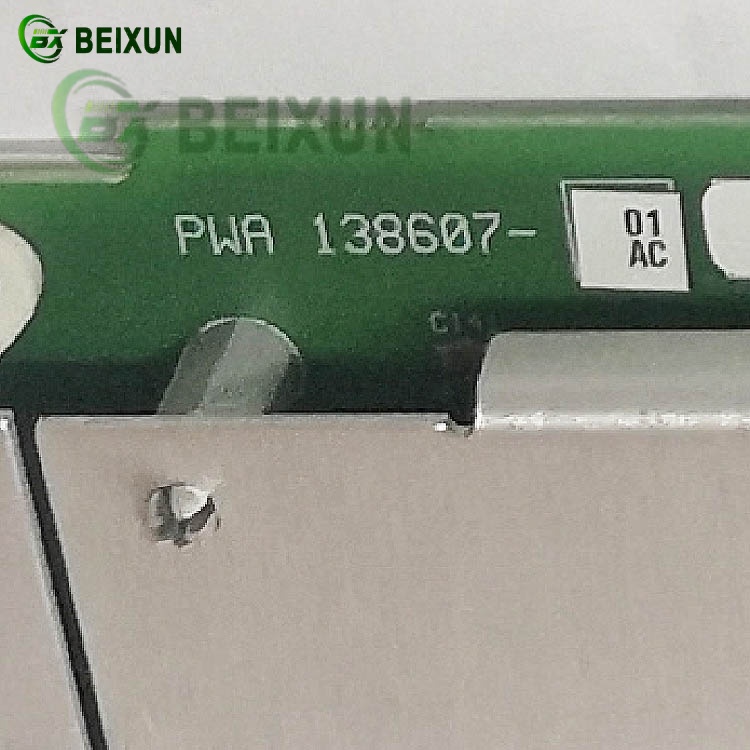 BEIXUN
BEIXUN
PWA 138607-
01
AC